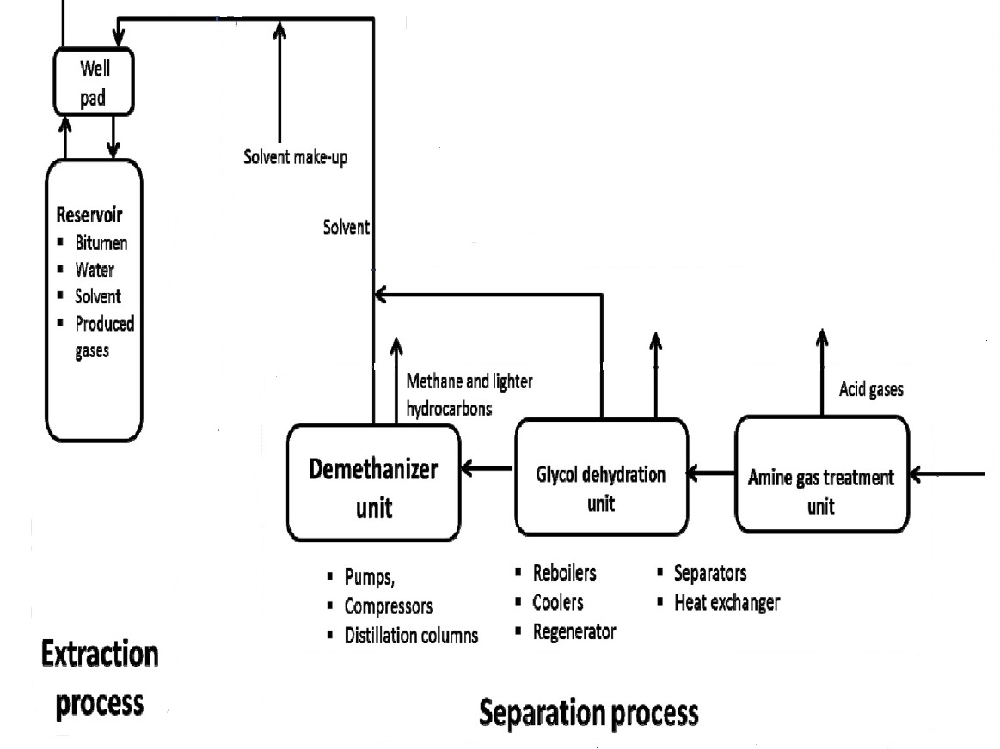 Well
pad
Solvent make-up
Solvent
Reservoir
▪ Bitumen
▪ Water
▪ Solvent
▪ Produced
gases
Methane and lighter
hydrocarbons
Acid gases
Demethanizer
unit
Glycol dehydration
unit
Amine gas treatment
unit
▪ Pumps,
▪ Compressors
▪ Distillation columns
▪ Reboilers
▪ Coolers
▪ Regenerator
▪ Separators
▪ Heat exchanger
Extraction
process
Separation process